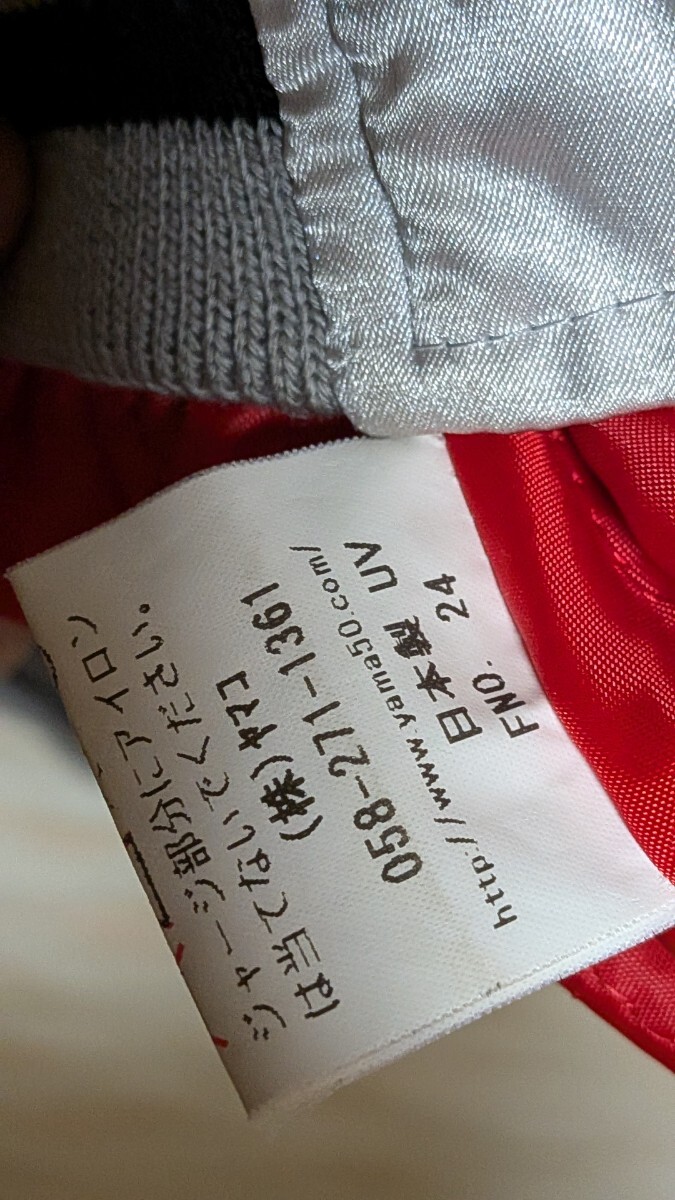 ジャージ部分にアイロン
は当てないでください。
(株)ヤマコ
058-271-1361
http://www.yama50.com/
日本製 UV
FNO. 24